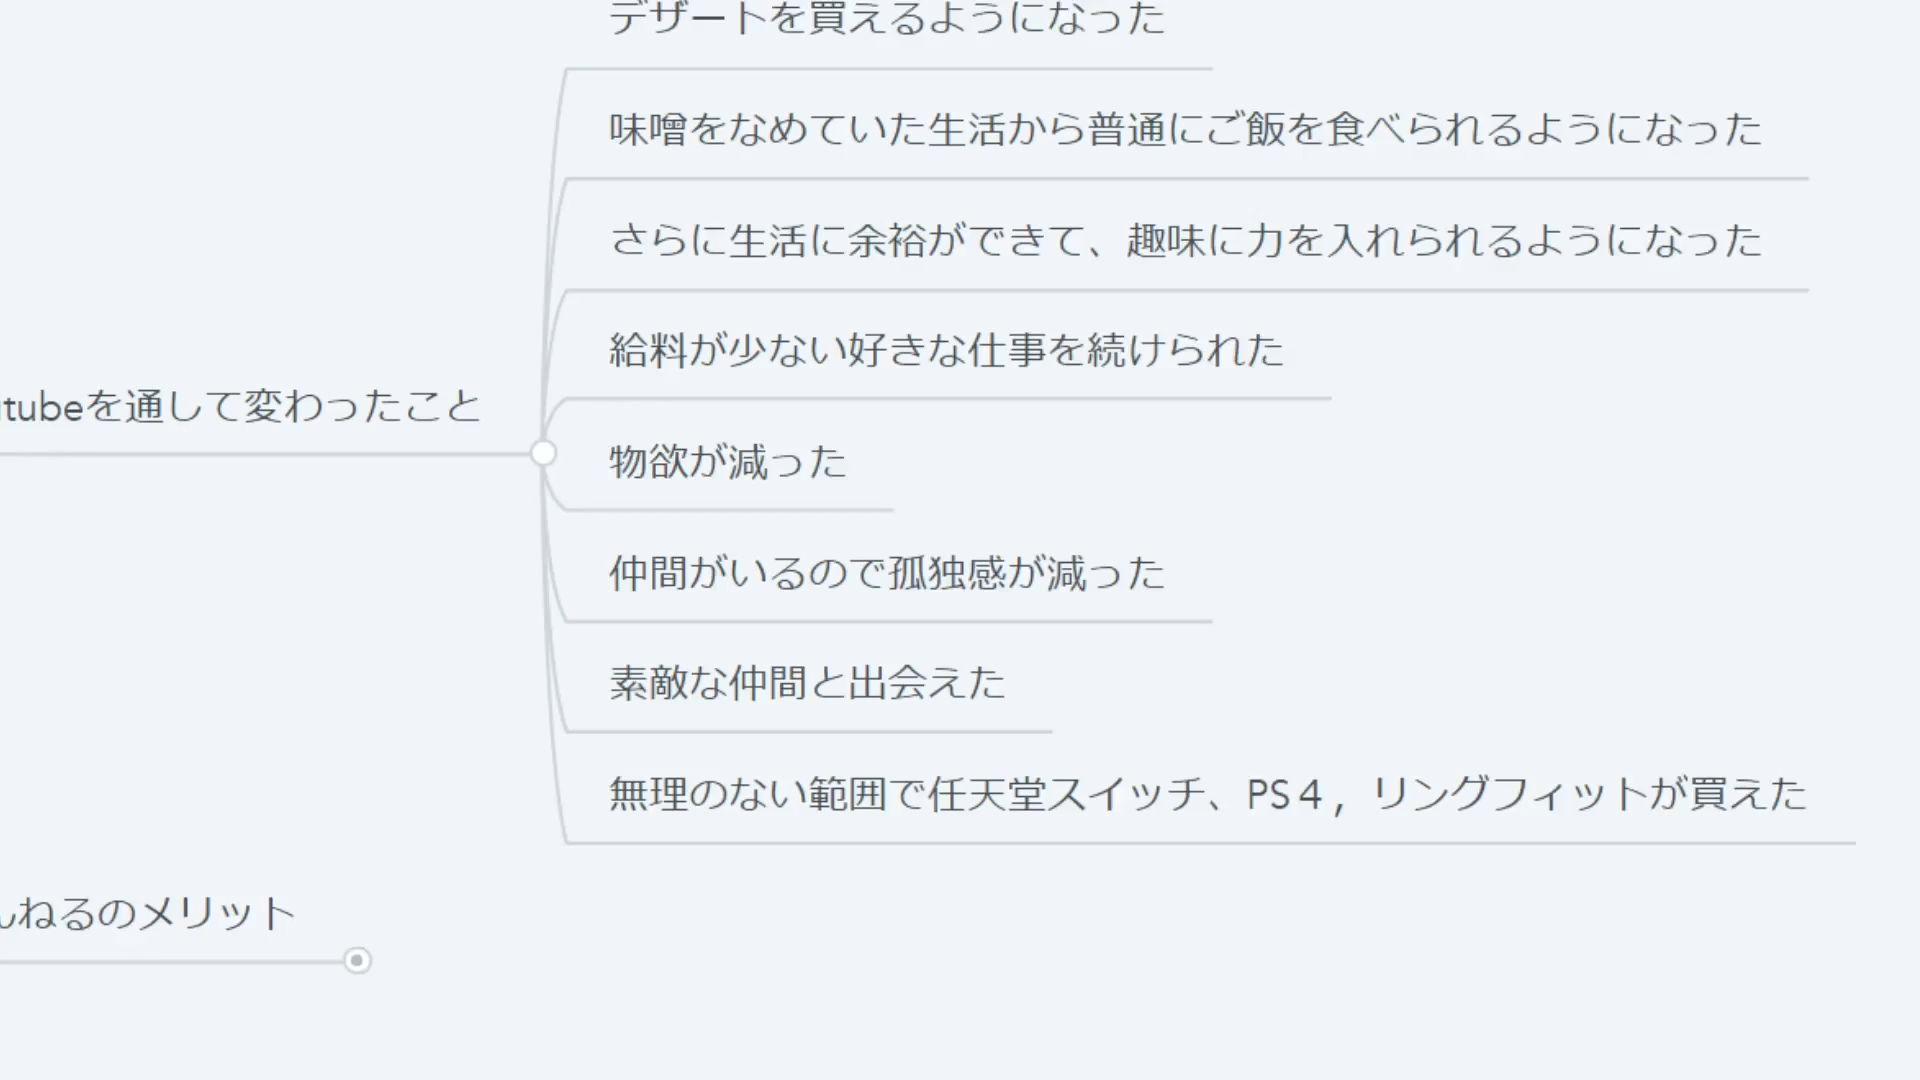 デザートを買えるようになった
味噌をなめていた生活から普通にご飯を食べられるようになった
さらに生活に余裕ができて、趣味に力を入れられるようになった
給料が少ない好きな仕事を続けられた
tubeを通して変わったこと
物欲が減った
仲間がいるので孤独感が減った
素敵な仲間と出会えた
無理のない範囲で任天堂スイッチ、PS４，リングフィットが買えた
んねるのメリット